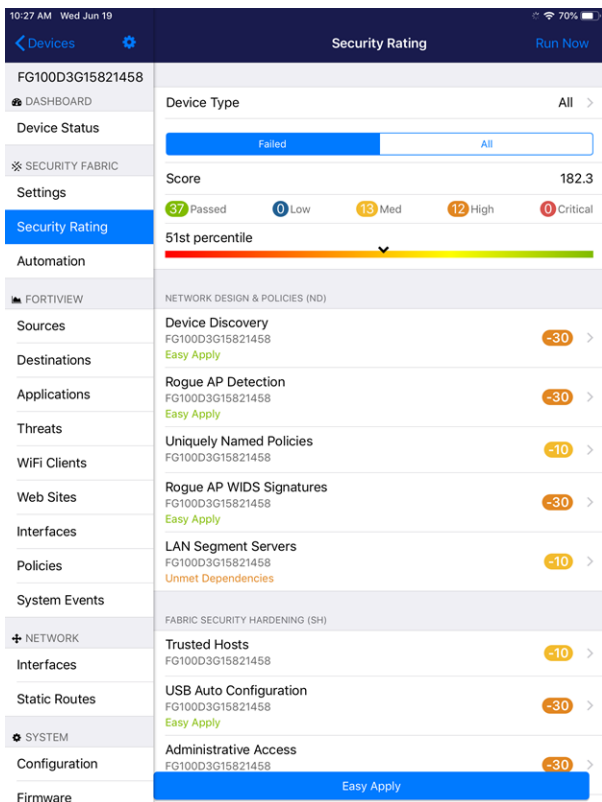 10:27 AM Wed Jun 19
70%
Devices
Security Rating
Run Now
FG100D3G15821458
DASHBOARD
Device Status
SECURITY FABRIC
Settings
Security Rating
Automation
FORTIVIEW
Sources
Destinations
Applications
Threats
WiFi Clients
Web Sites
Interfaces
Policies
System Events
NETWORK
Interfaces
Static Routes
SYSTEM
Configuration
Firmware
Device Type All
Failed All
Score 182.3
37 Passed 0 Low 13 Med 12 High 0 Critical
51st percentile
NETWORK DESIGN & POLICIES (ND)
Device Discovery
FG100D3G15821458
Easy Apply
-30
Rogue AP Detection
FG100D3G15821458
Easy Apply
-30
Uniquely Named Policies
FG100D3G15821458
-10
Rogue AP WIDS Signatures
FG100D3G15821458
Easy Apply
-30
LAN Segment Servers
FG100D3G15821458
Unmet Dependencies
-10
FABRIC SECURITY HARDENING (SH)
Trusted Hosts
FG100D3G15821458
-10
USB Auto Configuration
FG100D3G15821458
Easy Apply
-30
Administrative Access
FG100D3G15821458
-30
Easy Apply